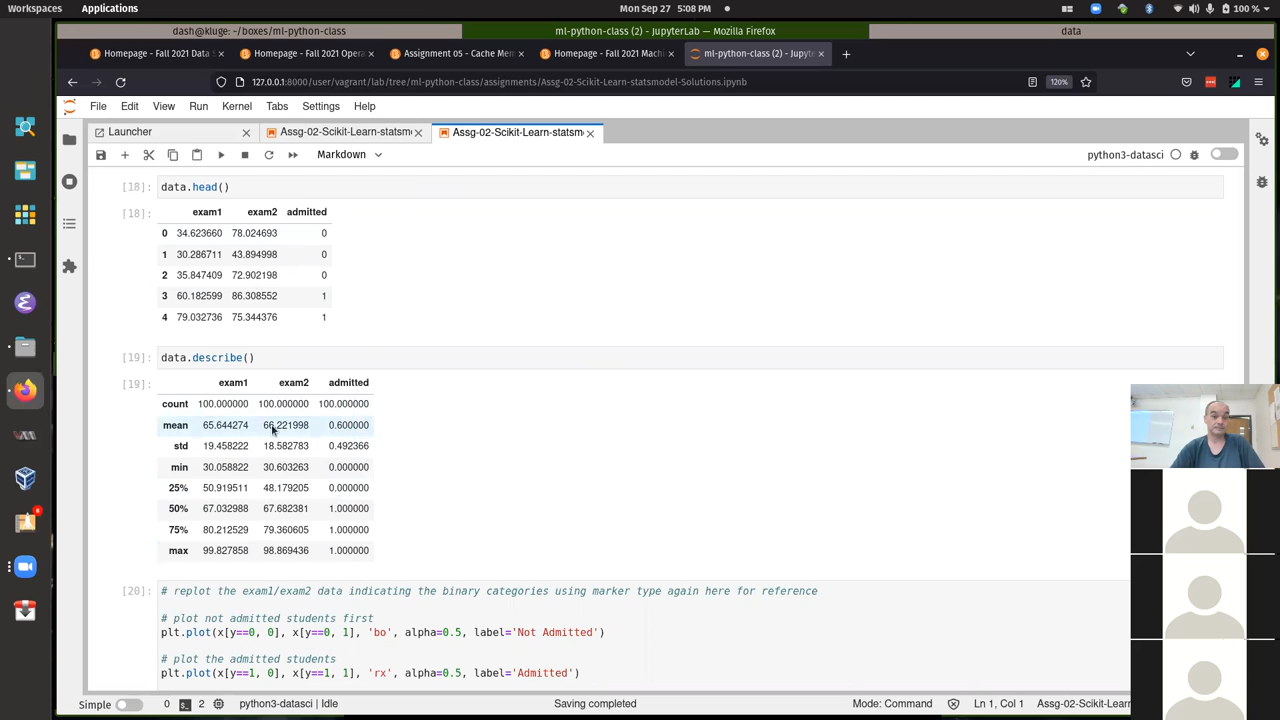 Workspaces Applications Mon Sep 27 5:08 PM 100 %
dash@kluge:~/boxes/ml-python-class ml-python-class (2) - JupyterLab — Mozilla Firefox data
Homepage - Fall 2021 Data S Homepage - Fall 2021 Opera Assignment 05 - Cache Mem Homepage - Fall 2021 Machi ml-python-class (2) - Jupyte
127.0.0.1:8000/user/vagrant/lab/tree/ml-python-class/assignments/Assg-02-Scikit-Learn-statsmodel-Solutions.ipynb 120%
File Edit View Run Kernel Tabs Settings Help
Launcher Assg-02-Scikit-Learn-statsm Assg-02-Scikit-Learn-statsm
Markdown python3-datasci
[18]: data.head()
[18]: exam1 exam2 admitted
0 34.623660 78.024693 0
1 30.286711 43.894998 0
2 35.847409 72.902198 0
3 60.182599 86.308552 1
4 79.032736 75.344376 1
[19]: data.describe()
[19]: exam1 exam2 admitted
count 100.000000 100.000000 100.000000
mean 65.644274 66.221998 0.600000
std 19.458222 18.582783 0.492366
min 30.058822 30.603263 0.000000
25% 50.919511 48.179205 0.000000
50% 67.032988 67.682381 1.000000
75% 80.212529 79.360605 1.000000
max 99.827858 98.869436 1.000000
[20]: # replot the exam1/exam2 data indicating the binary categories using marker type again here for reference
# plot not admitted students first
plt.plot(x[y==0, 0], x[y==0, 1], 'bo', alpha=0.5, label='Not Admitted')
# plot the admitted students
plt.plot(x[y==1, 0], x[y==1, 1], 'rx', alpha=0.5, label='Admitted')
Simple 0 2 python3-datasci | Idle Saving completed Mode: Command Ln 1, Col 1 Assg-02-Scikit-Learn